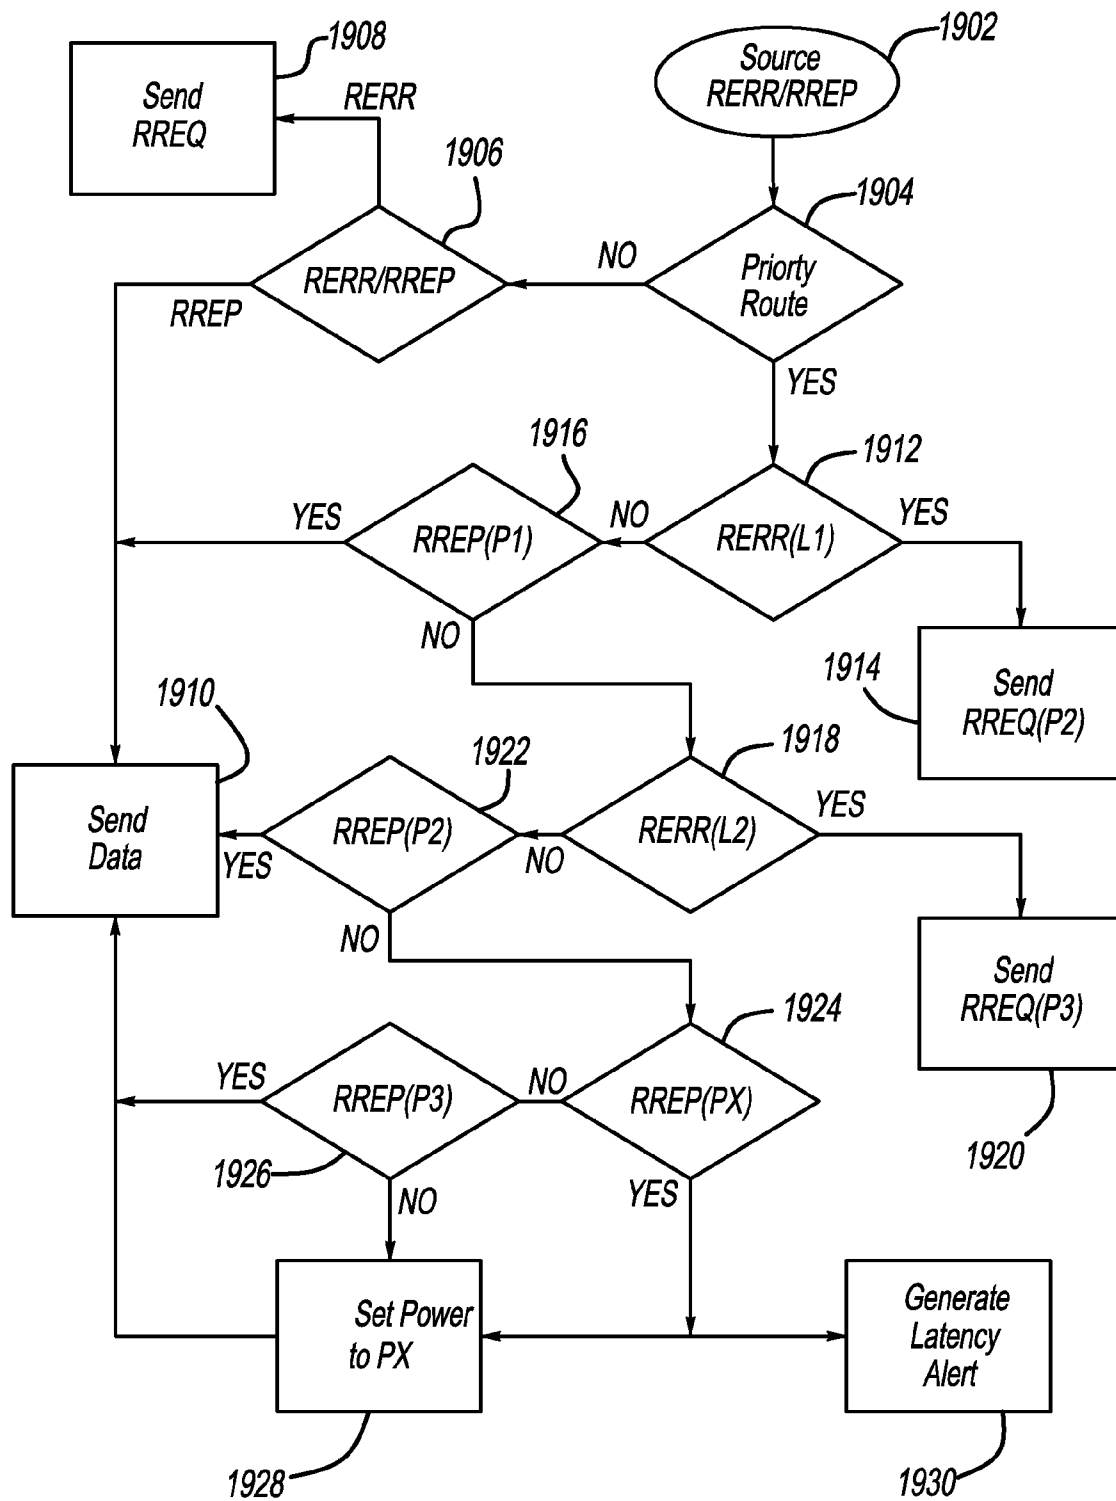 1908
1902
Send
RREQ
RERR
Source
RERR/RREP
1906
1904
NO
RERR/RREP
Priorty
Route
RREP
YES
1916
1912
YES
RREP(P1)
NO
RERR(L1)
YES
NO
1910
1914
Send
RREQ(P2)
1922
1918
Send
Data
YES
RREP(P2)
NO
RERR(L2)
YES
NO
1924
Send
RREQ(P3)
YES
RREP(P3)
NO
RREP(PX)
1926
NO
YES
1920
Set Power
to PX
Generate
Latency
Alert
1928
1930